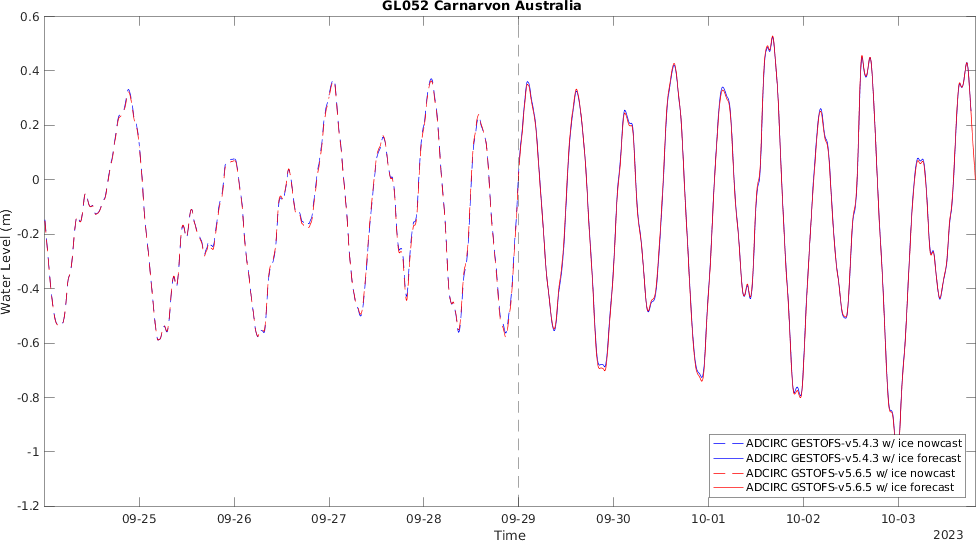 GL052 Carnarvon Australia
0.6
0.4
0.2
0
-0.2
-0.4
-0.6
-0.8
-1
-1.2
Water Level (m)
ADCIRC GESTOFS-v5.4.3 w/ ice nowcast
ADCIRC GESTOFS-v5.4.3 w/ ice forecast
ADCIRC GSTOFS-v5.6.5 w/ ice nowcast
ADCIRC GSTOFS-v5.6.5 w/ ice forecast
09-25 09-26 09-27 09-28 09-29 09-30 10-01 10-02 10-03
Time
2023